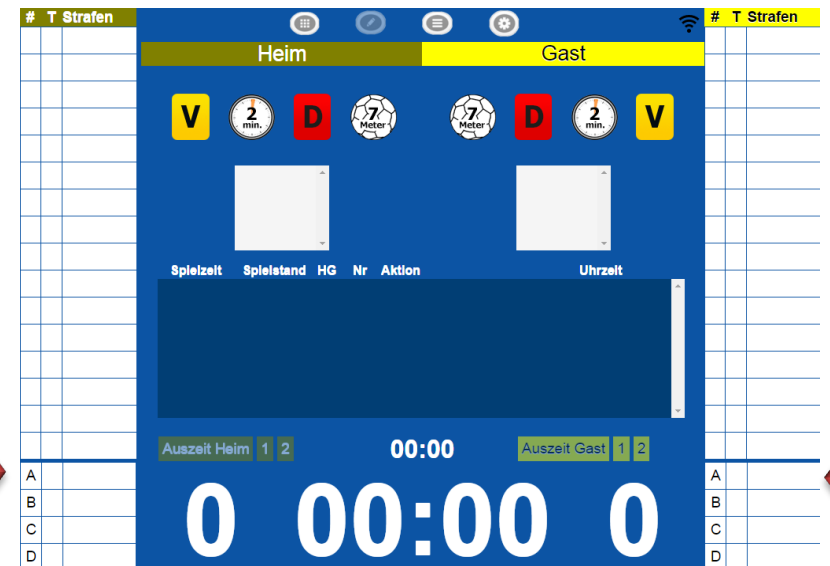 # T Strafen
# T Strafen
Heim Gast
V 2 min. D 7 Meter 7 Meter D 2 min. V
Spielzeit Spielstand HG Nr Aktion Uhrzeit
Auszeit Heim 1 2 00:00 Auszeit Gast 1 2
0 00:00 0
A A
B B
C C
D D